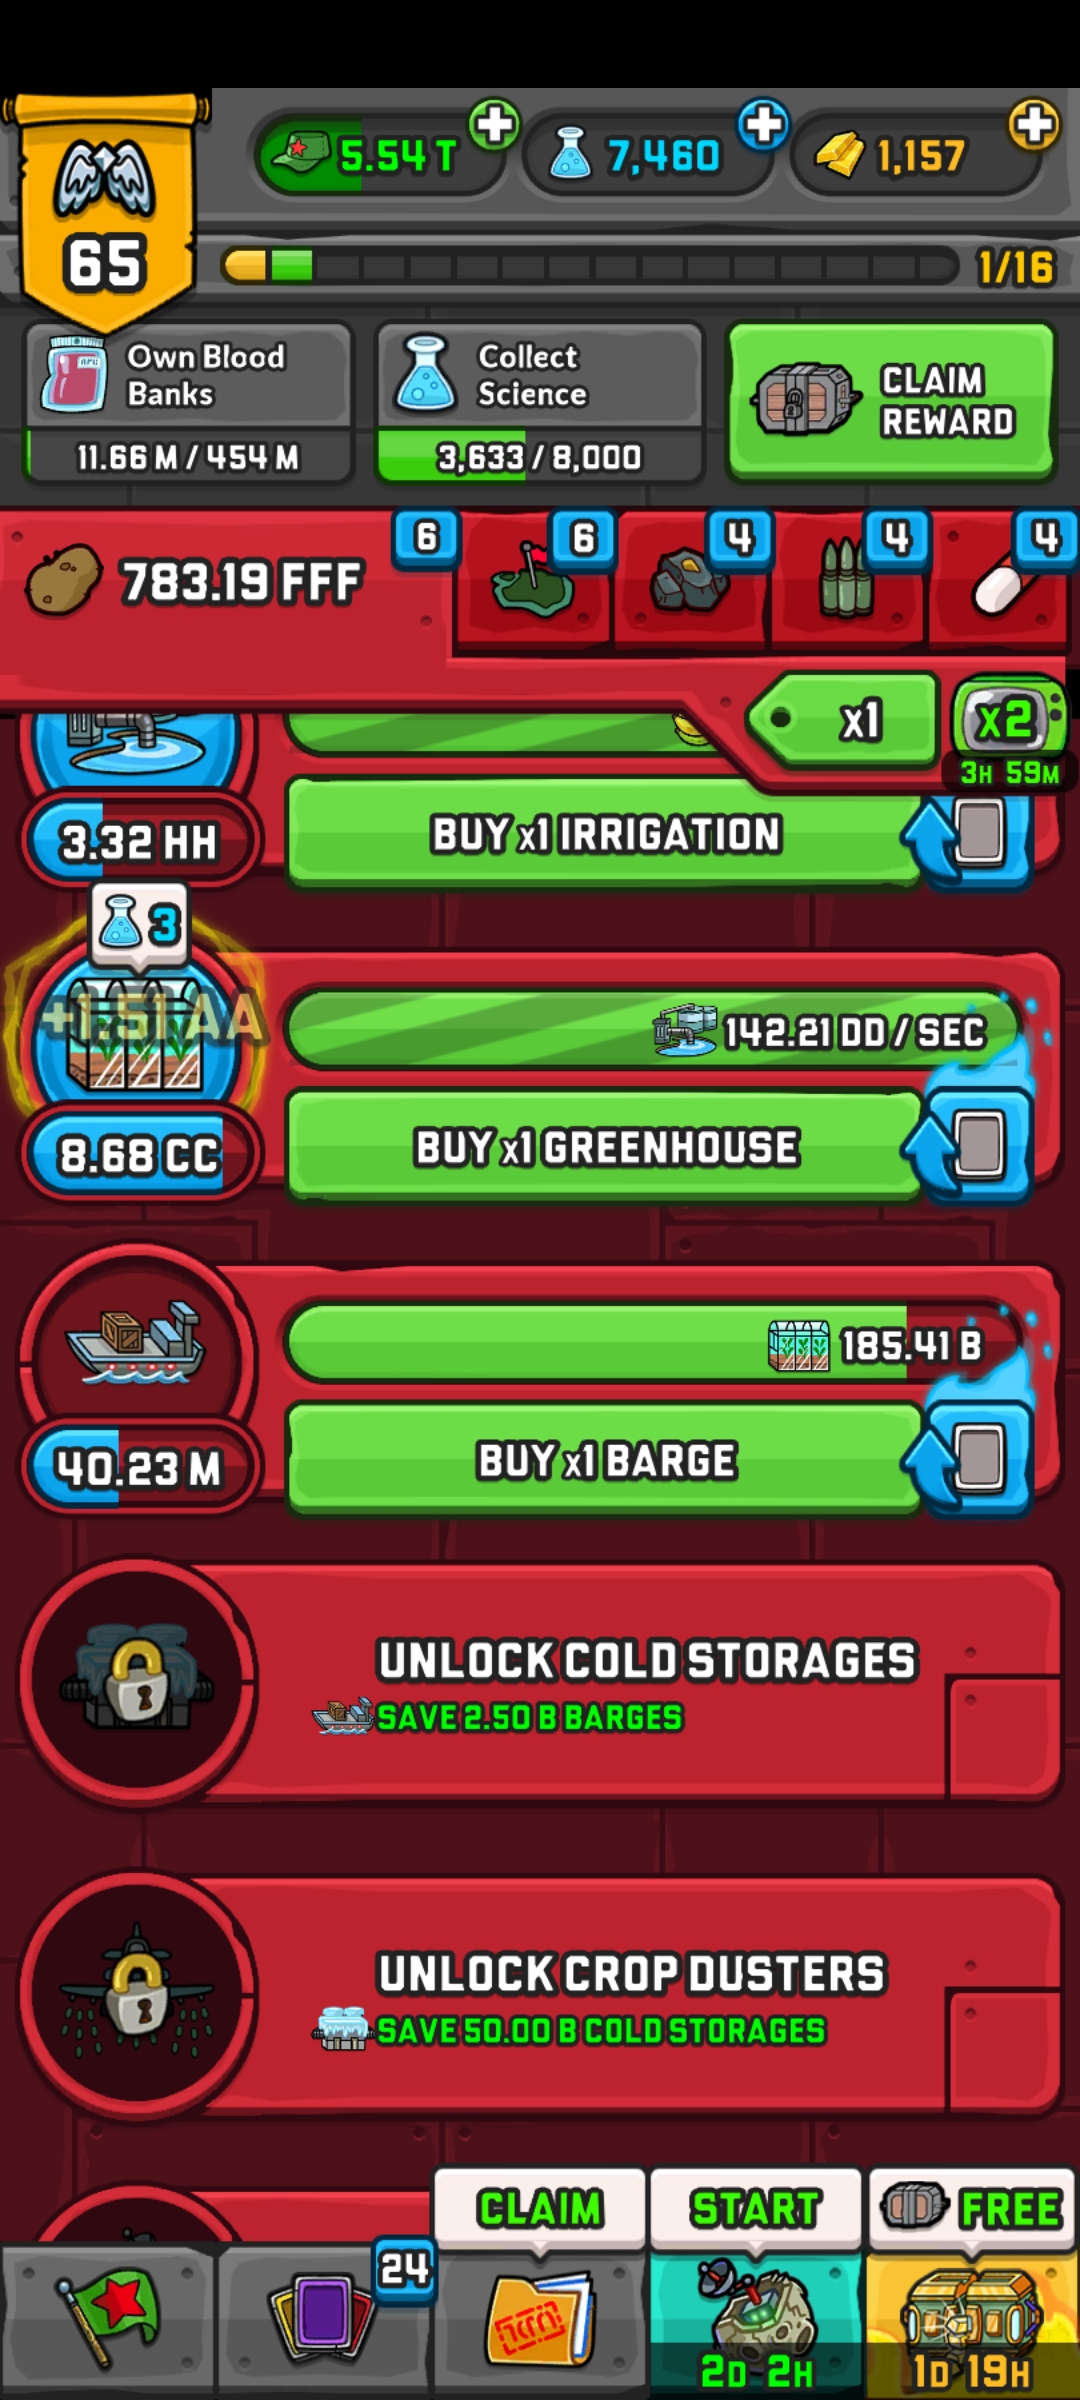 5.54 T
7,460
1,157
65
1/16
Own Blood
Banks
11.66 M / 454 M
Collect
Science
3,633 / 8,000
CLAIM
REWARD
783.19 FFF
6
6
4
4
4
x1
x2
3H 59M
3.32 HH
BUY x1 IRRIGATION
3
+1.51 AA
142.21 DD / SEC
8.68 CC
BUY x1 GREENHOUSE
185.41 B
40.23 M
BUY x1 BARGE
UNLOCK COLD STORAGES
SAVE 2.50 B BARGES
UNLOCK CROP DUSTERS
SAVE 50.00 B COLD STORAGES
CLAIM
START
FREE
24
2D 2H
1D 19H